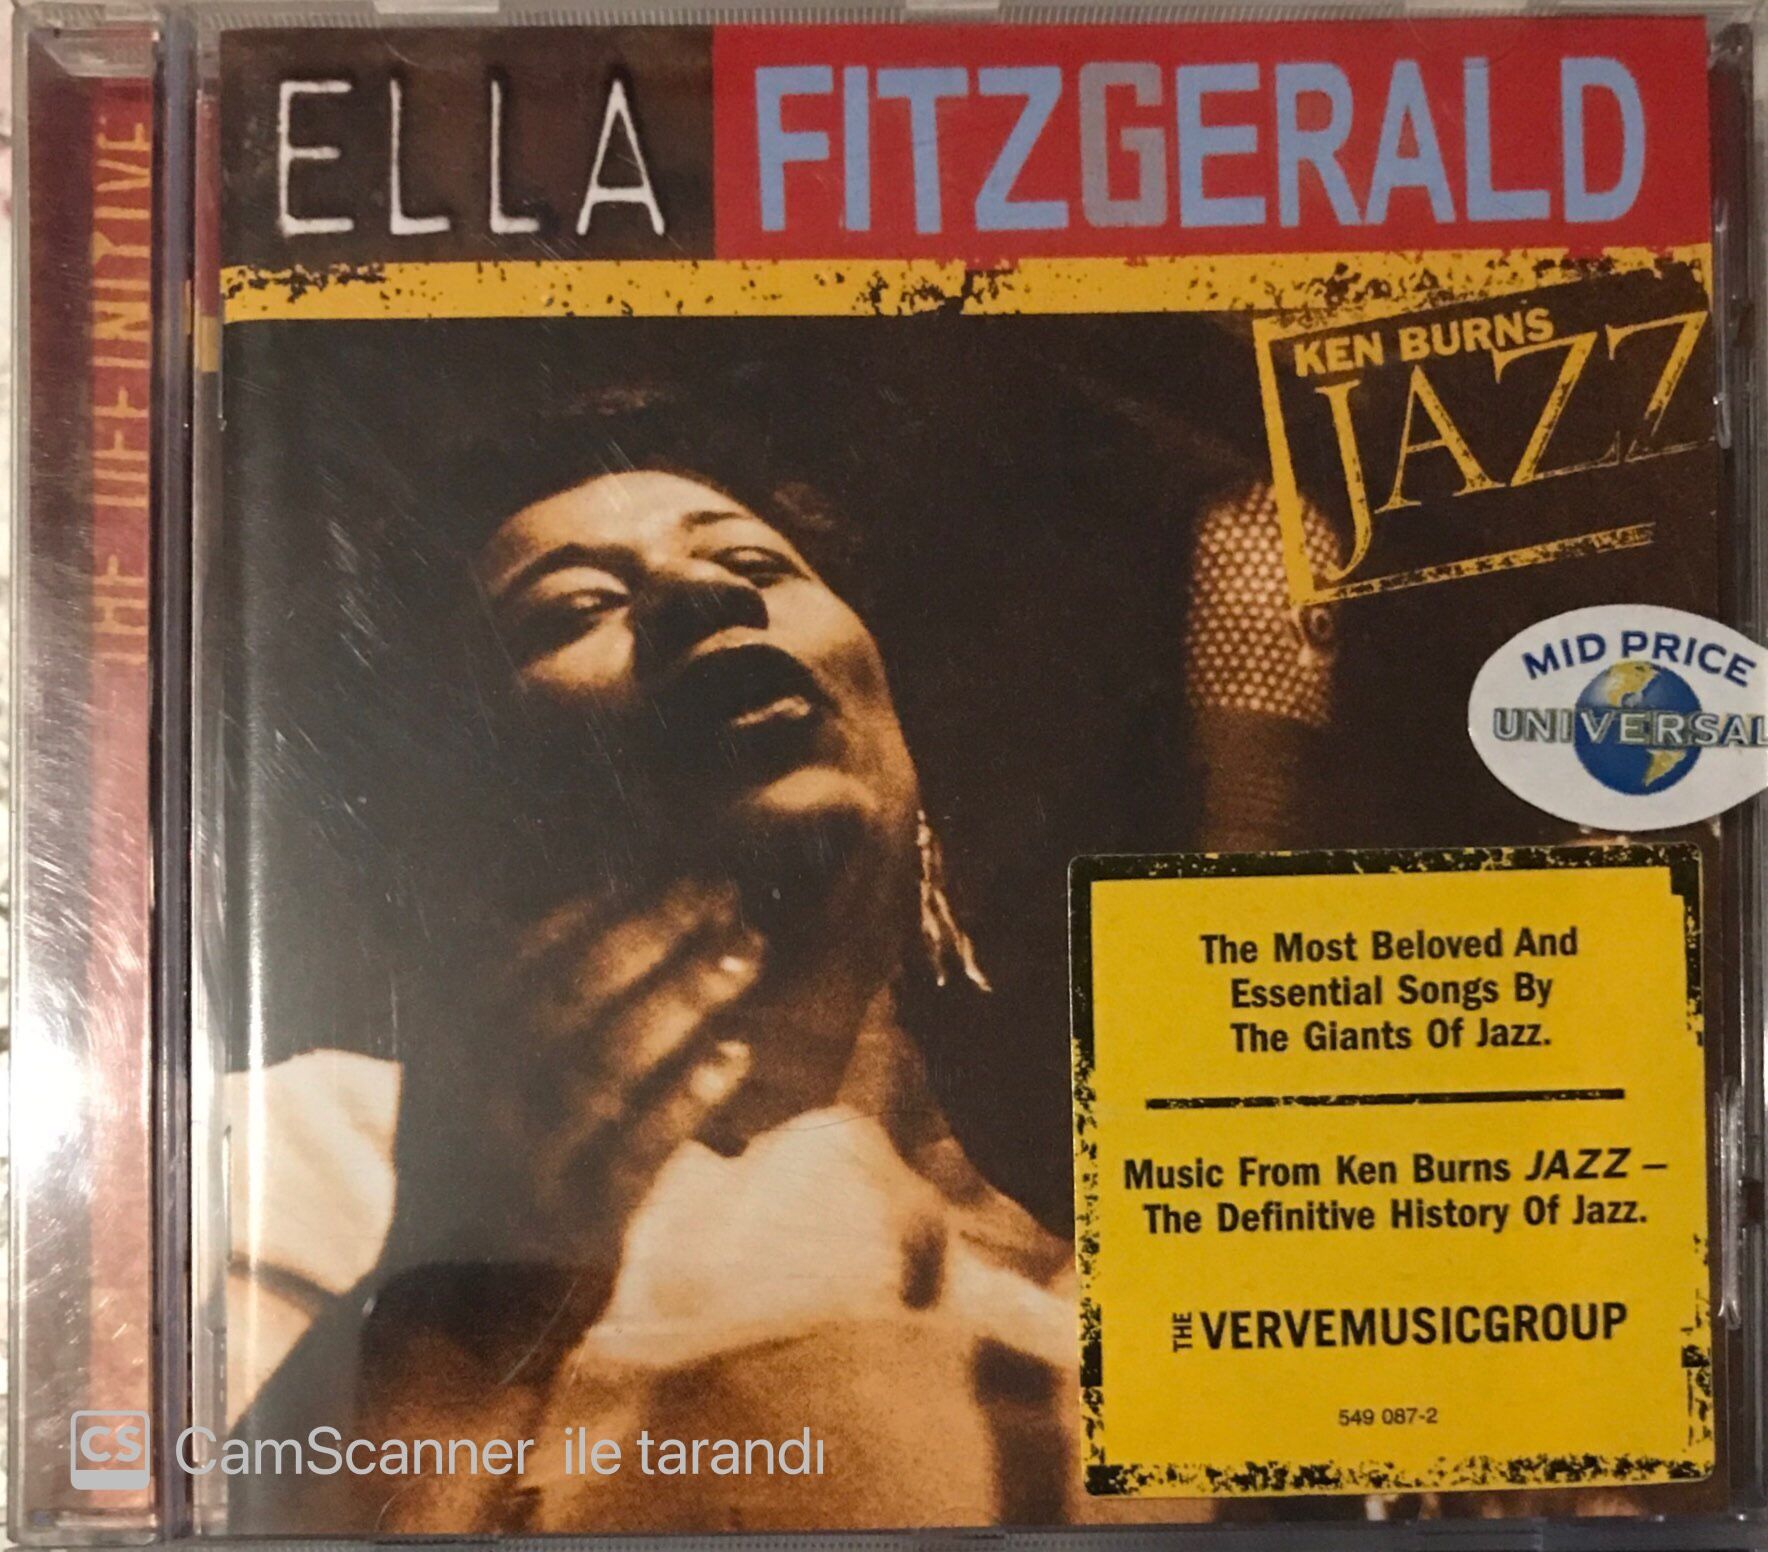 ELLA FITZGERALD
KEN BURNS
JAZZ
THE DEFINITIVE
MID PRICE
UNIVERSAL
The Most Beloved And
Essential Songs By
The Giants Of Jazz.
Music From Ken Burns JAZZ –
The Definitive History Of Jazz.
THE VERVEMUSICGROUP
549 087-2
CS CamScanner ile tarandı